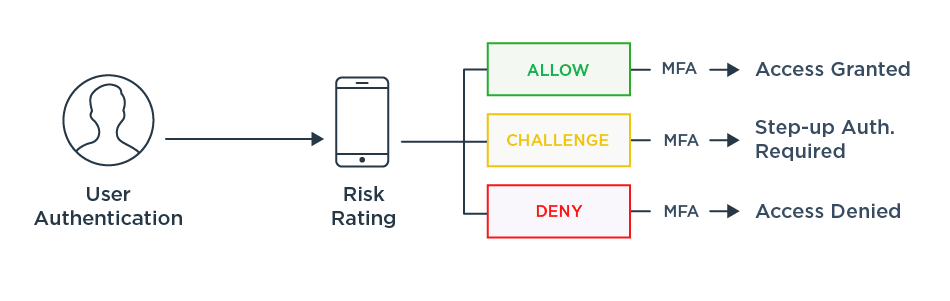 User
Authentication
Risk
Rating
ALLOW
MFA
Access Granted
CHALLENGE
MFA
Step-up Auth.
Required
DENY
MFA
Access Denied